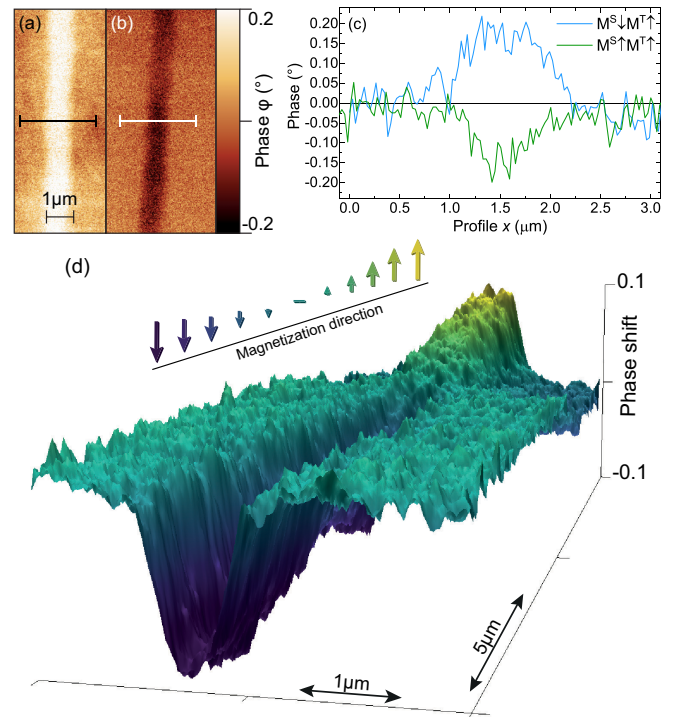 (a)
(b)
1μm
0.2
Phase φ (°)
-0.2
(c)
M^S↓M^T↑
M^S↑M^T↑
0.20
0.15
0.10
0.05
0.00
-0.05
-0.10
-0.15
-0.20
Phase (°)
0.0 0.5 1.0 1.5 2.0 2.5 3.0
Profile x (μm)
(d)
Magnetization direction
0.1
Phase shift
-0.1
1μm
5μm